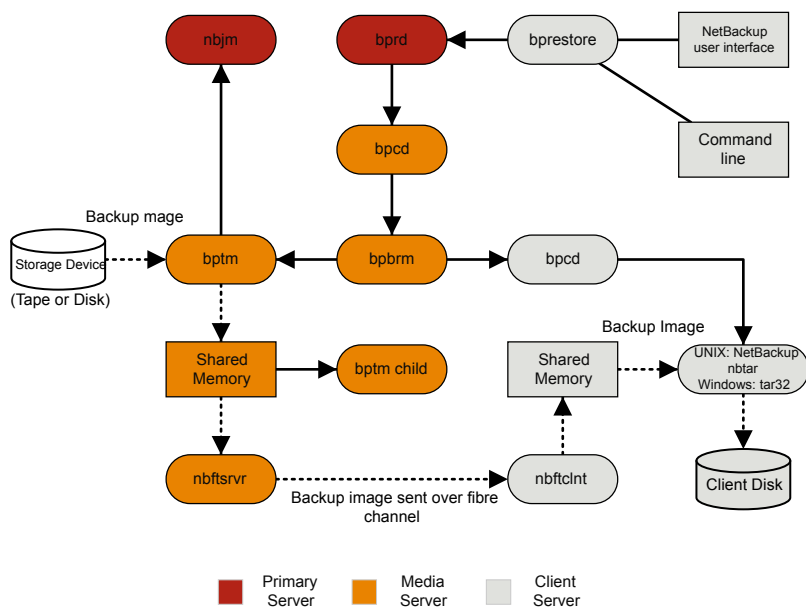 nbjm
bprd
bprestore
NetBackup
user interface
bpcd
Command
line
Backup mage
Storage Device
(Tape or Disk)
bptm
bpbrm
bpcd
Backup Image
Shared
Memory
bptm child
Shared
Memory
UNIX: NetBackup
nbtar
Windows: tar32
nbftsrvr
Backup image sent over fibre
channel
nbftclnt
Client Disk
Primary
Server
Media
Server
Client
Server